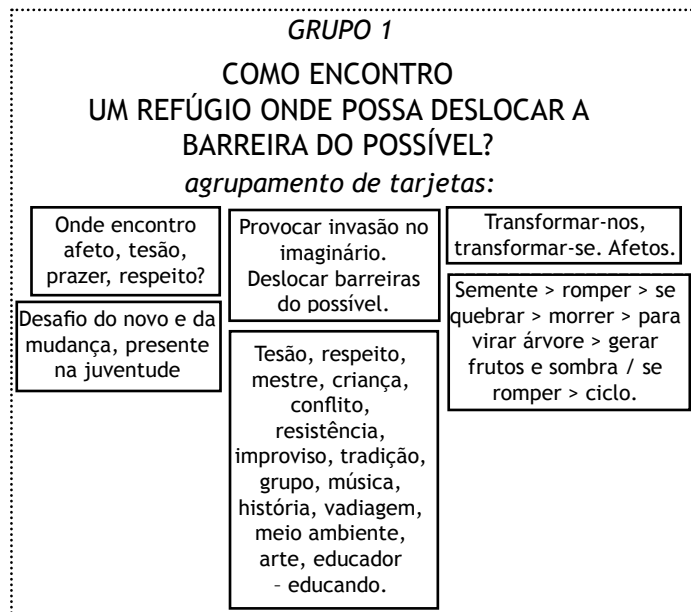 GRUPO 1
COMO ENCONTRO
UM REFÚGIO ONDE POSSA DESLOCAR A
BARREIRA DO POSSÍVEL?
agrupamento de tarjetas:
Onde encontro
afeto, tesão,
prazer, respeito?
Desafio do novo e da
mudança, presente
na juventude
Provocar invasão no
imaginário.
Deslocar barreiras
do possível.
Tesão, respeito,
mestre, criança,
conflito,
resistência,
improviso, tradição,
grupo, música,
história, vadiagem,
meio ambiente,
arte, educador
– educando.
Transformar-nos,
transformar-se. Afetos.
Semente > romper > se
quebrar > morrer > para
virar árvore > gerar
frutos e sombra / se
romper > ciclo.